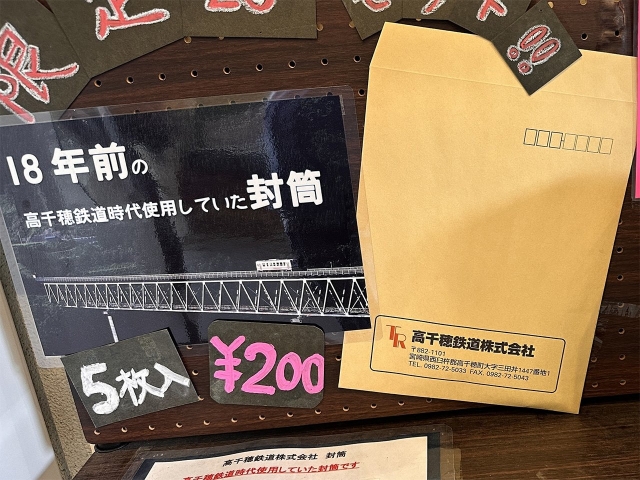 限
18年前の
高千穂鉄道時代使用していた封筒
5枚入
¥200
TR 高千穂鉄道株式会社
〒882-1101
宮崎県西臼杵郡高千穂町大字三田井1447番地1
TEL. 0982-72-5033 FAX. 0982-72-5043
高千穂鉄道株式会社 封筒
高千穂鉄道時代使用していた封筒です